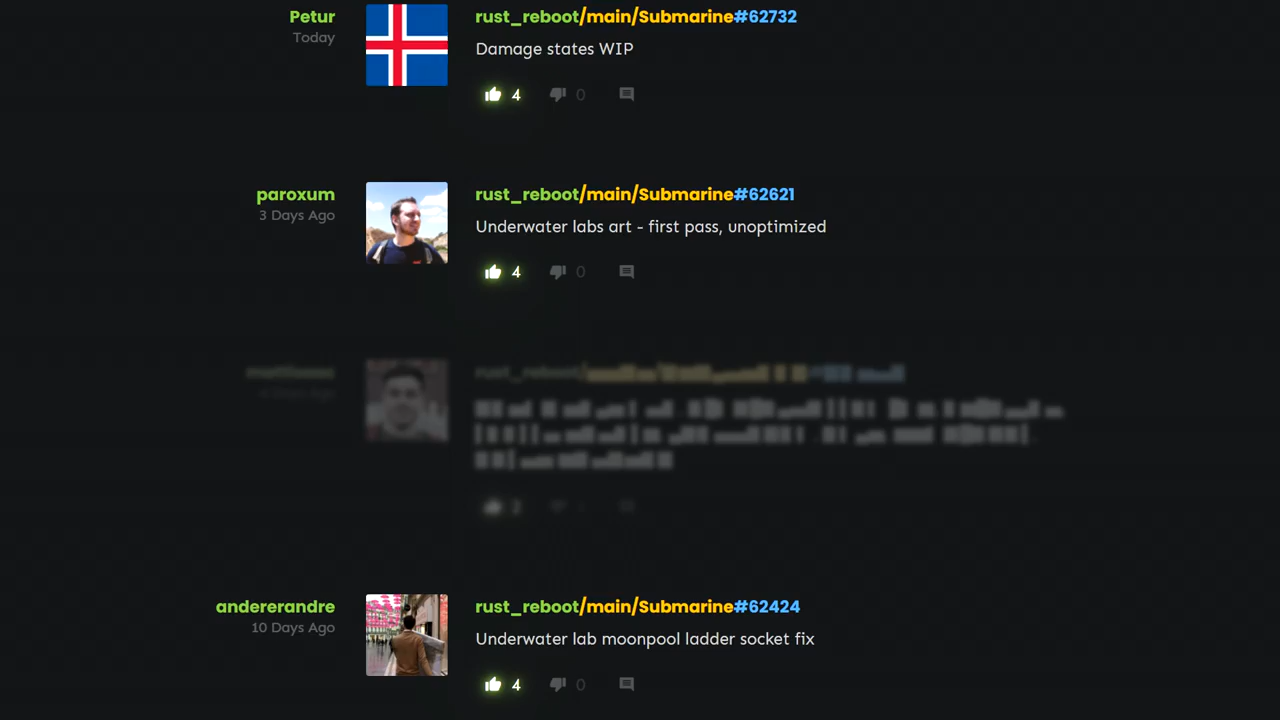 Petur
Today
rust_reboot/main/Submarine#62732
Damage states WIP
4
0
paroxum
3 Days Ago
rust_reboot/main/Submarine#62621
Underwater labs art - first pass, unoptimized
4
0
rust_reboot/
2
andererandre
10 Days Ago
rust_reboot/main/Submarine#62424
Underwater lab moonpool ladder socket fix
4
0